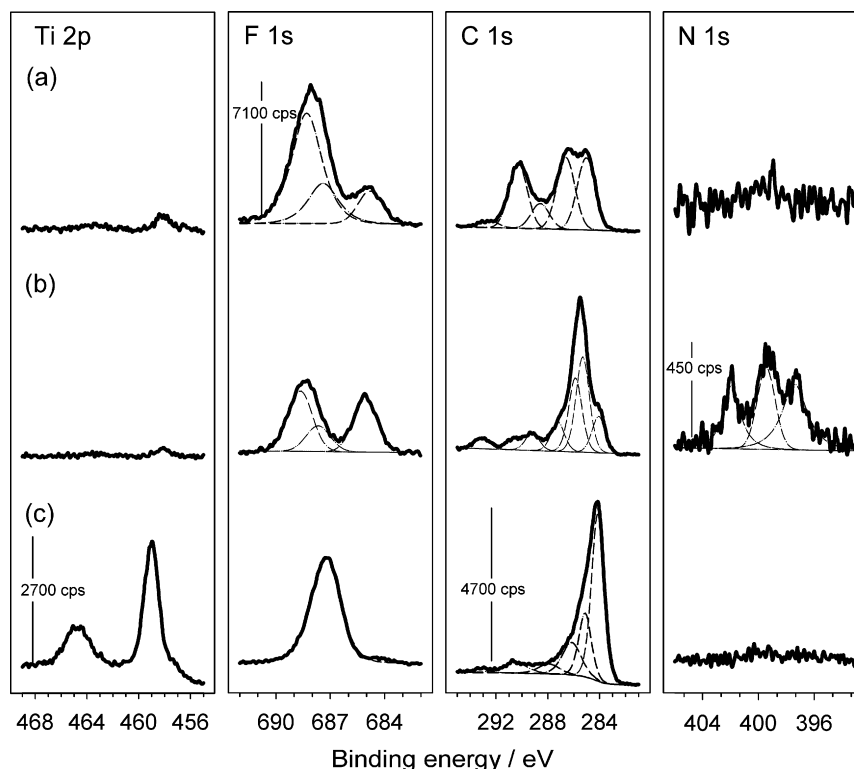 Ti 2p
F 1s
C 1s
N 1s
(a)
7100 cps
(b)
450 cps
(c)
2700 cps
4700 cps
468 464 460 456
690 687 684
292 288 284
404 400 396
Binding energy / eV